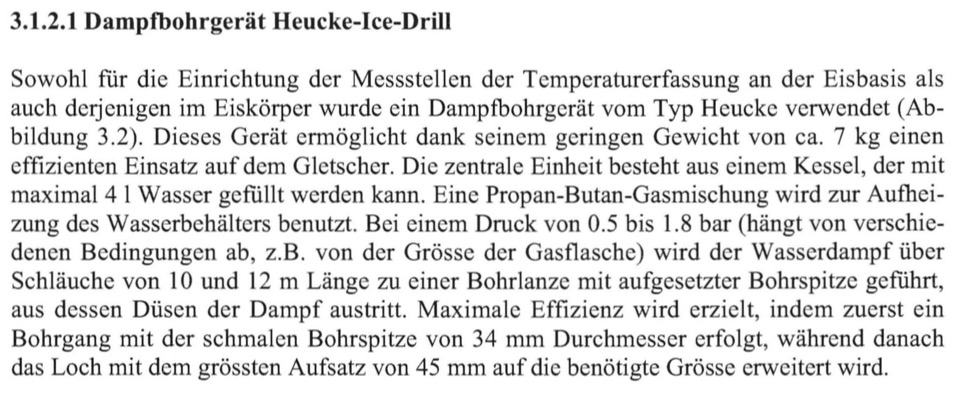 3.1.2.1 Dampfbohrgerät Heucke-Ice-Drill
Sowohl für die Einrichtung der Messstellen der Temperaturerfassung an der Eisbasis als
auch derjenigen im Eiskörper wurde ein Dampfbohrgerät vom Typ Heucke verwendet (Ab-
bildung 3.2). Dieses Gerät ermöglicht dank seinem geringen Gewicht von ca. 7 kg einen
effizienten Einsatz auf dem Gletscher. Die zentrale Einheit besteht aus einem Kessel, der mit
maximal 4 l Wasser gefüllt werden kann. Eine Propan-Butan-Gasmischung wird zur Aufhei-
zung des Wasserbehälters benutzt. Bei einem Druck von 0.5 bis 1.8 bar (hängt von verschie-
denen Bedingungen ab, z.B. von der Grösse der Gasflasche) wird der Wasserdampf über
Schläuche von 10 und 12 m Länge zu einer Bohrlanze mit aufgesetzter Bohrspitze geführt,
aus dessen Düsen der Dampf austritt. Maximale Effizienz wird erzielt, indem zuerst ein
Bohrgang mit der schmalen Bohrspitze von 34 mm Durchmesser erfolgt, während danach
das Loch mit dem grössten Aufsatz von 45 mm auf die benötigte Grösse erweitert wird.